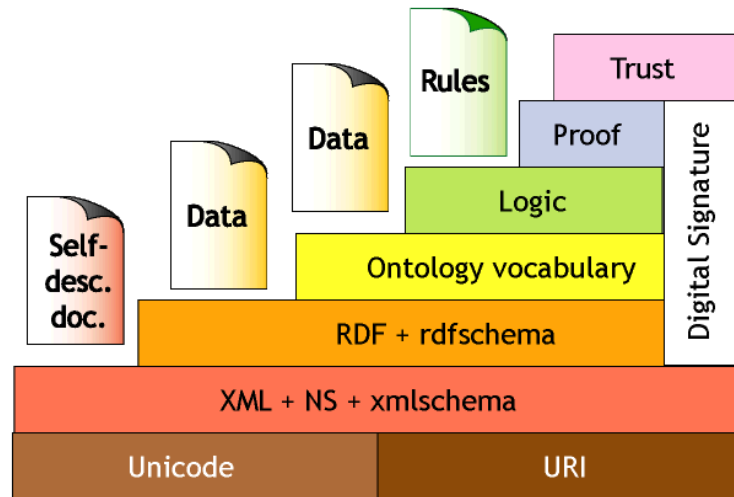 Rules
Trust
Data
Proof
Data
Logic
Self-
desc.
doc.
Ontology vocabulary
Digital Signature
RDF + rdfschema
XML + NS + xmlschema
Unicode
URI